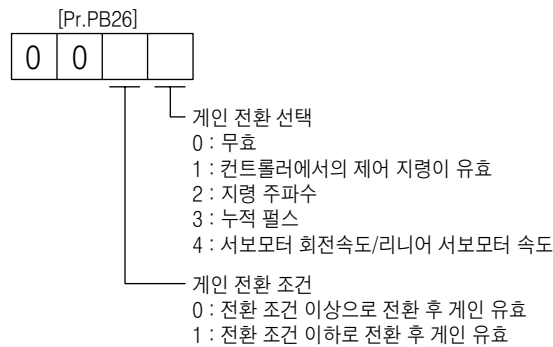 [Pr.PB26]
0 0
게인 전환 선택
0 : 무효
1 : 컨트롤러에서의 제어 지령이 유효
2 : 지령 주파수
3 : 누적 펄스
4 : 서보모터 회전속도/리니어 서보모터 속도
게인 전환 조건
0 : 전환 조건 이상으로 전환 후 게인 유효
1 : 전환 조건 이하로 전환 후 게인 유효